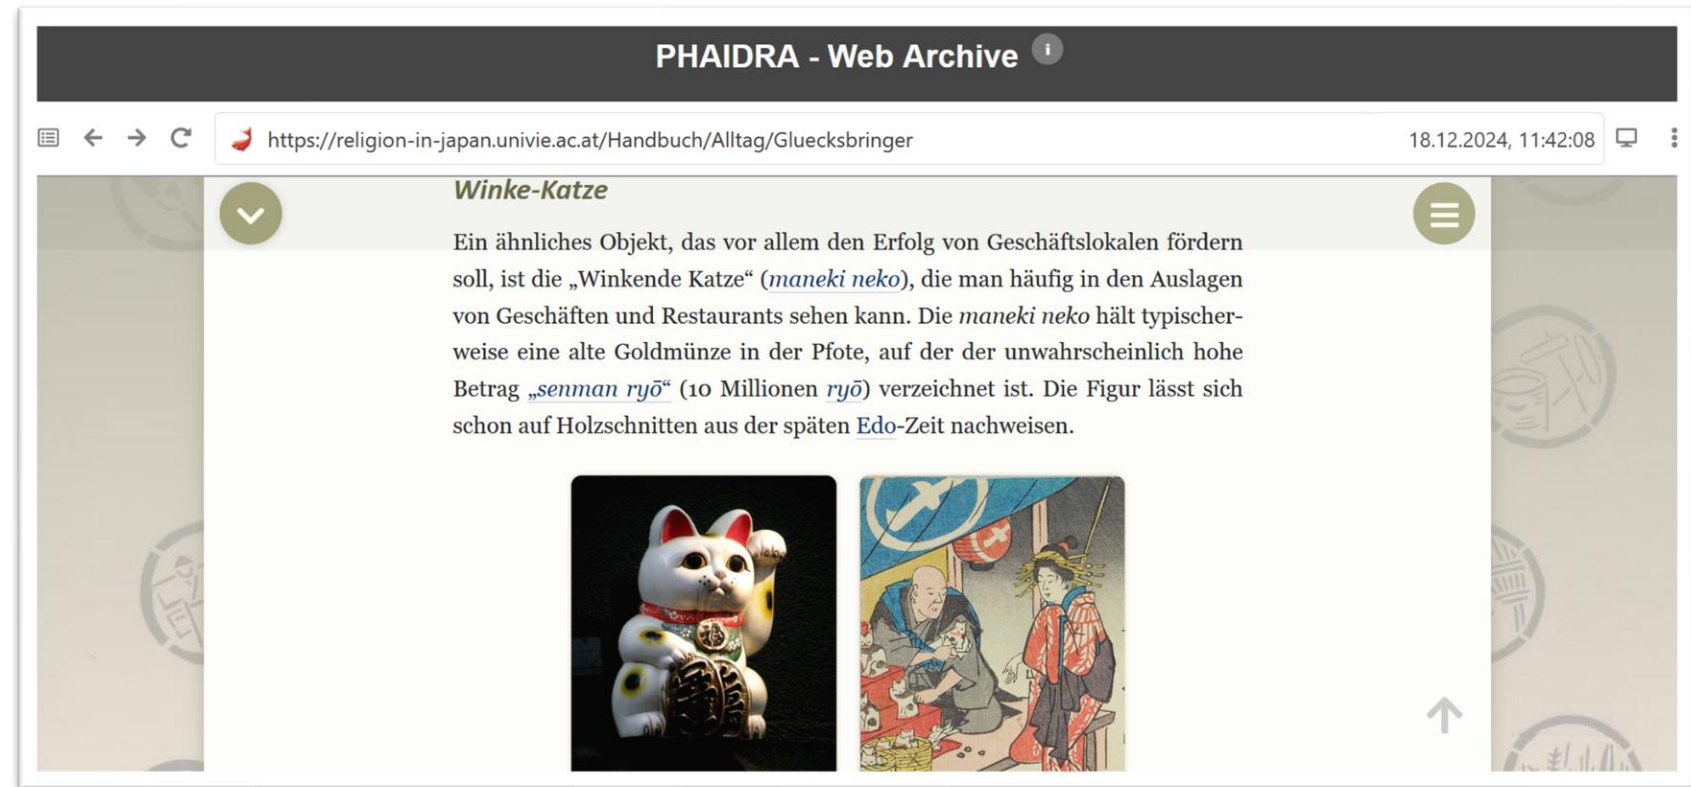 PHAIDRA - Web Archive i
https://religion-in-japan.univie.ac.at/Handbuch/Alltag/Gluecksbringer 18.12.2024, 11:42:08
Winke-Katze
Ein ähnliches Objekt, das vor allem den Erfolg von Geschäftslokalen fördern
soll, ist die „Winkende Katze“ (maneki neko), die man häufig in den Auslagen
von Geschäften und Restaurants sehen kann. Die maneki neko hält typischer-
weise eine alte Goldmünze in der Pfote, auf der der unwahrscheinlich hohe
Betrag „senman ryō“ (10 Millionen ryō) verzeichnet ist. Die Figur lässt sich
schon auf Holzschnitten aus der späten Edo-Zeit nachweisen.